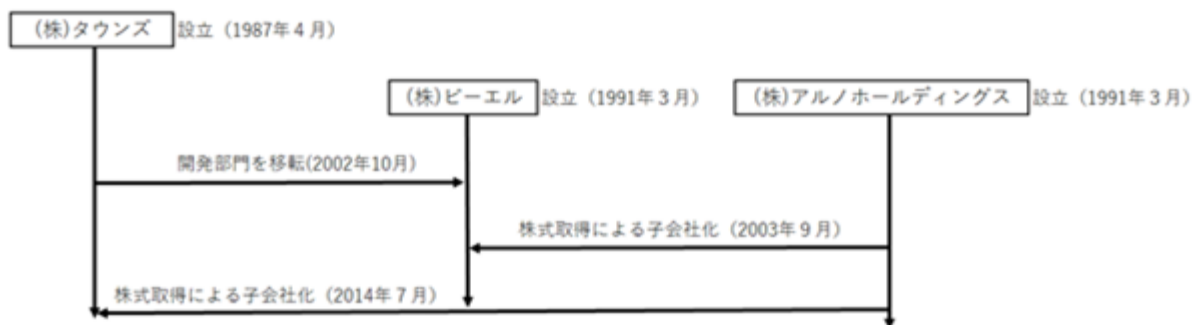 (株)タウンズ 設立（1987年４月）
(株)ビーエル 設立（1991年３月） (株)アルノホールディングス 設立（1991年３月）
開発部門を移転(2002年10月)
株式取得による子会社化（2003年９月）
株式取得による子会社化（2014年７月）